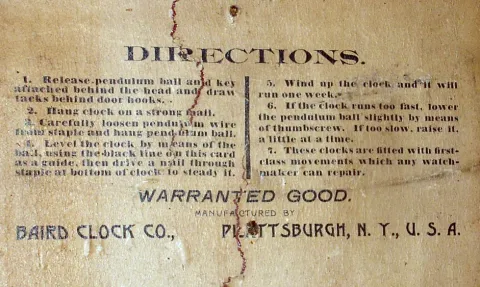 DIRECTIONS.
1. Release pendulum ball and key
attached behind the head and draw
tacks behind door hooks.
2. Hang clock on a strong nail.
3. Carefully loosen pendulum wire
from staple and hang pendulum ball.
4. Level the clock by means of the
ball, using the black line on this card
as a guide, then drive a nail through
staple at bottom of clock to steady it.
5. Wind up the clock and it will
run one week.
6. If the clock runs too fast, lower
the pendulum ball slightly by means
of thumbscrew. If too slow, raise it,
a little at a time.
7. These clocks are fitted with first-
class movements which any watch-
maker can repair.
WARRANTED GOOD.
MANUFACTURED BY
BAIRD CLOCK CO., PLATTSBURGH, N. Y., U. S. A.